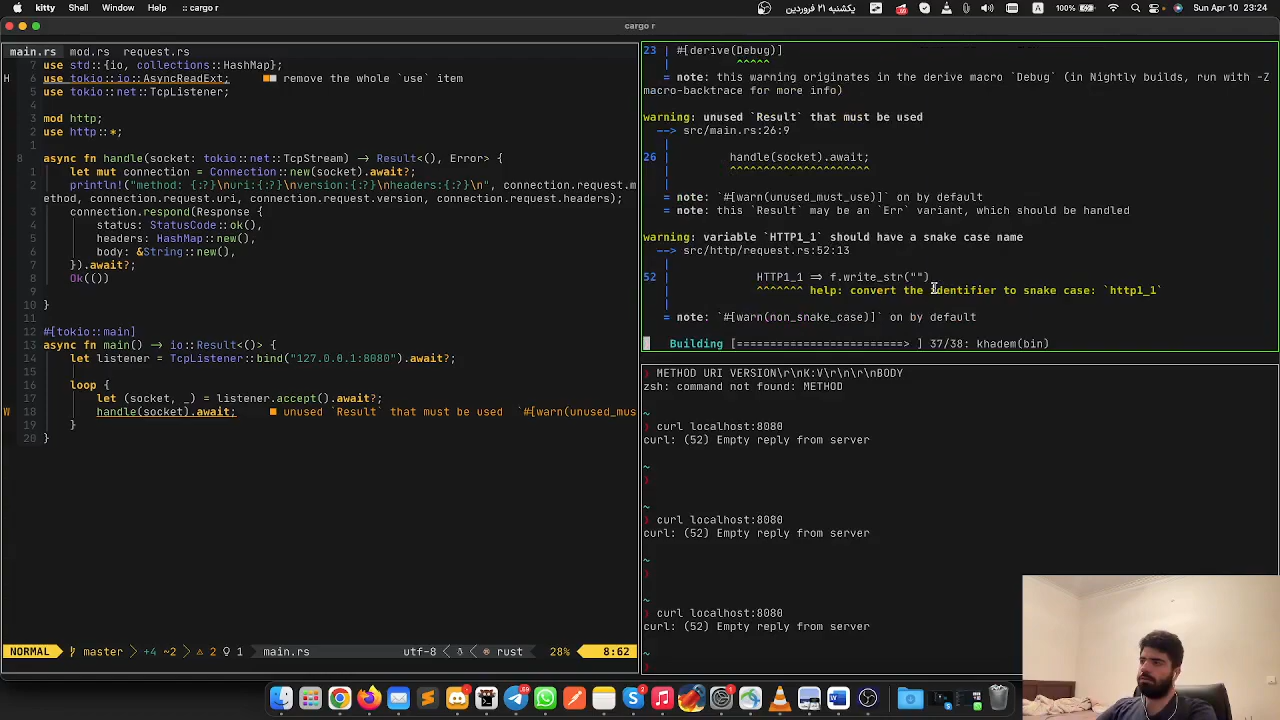 kitty Shell Window Help :: cargo r
یکشنبه ۲۱ فروردین
100%
Sun Apr 10 23:24
cargo r
main.rs mod.rs request.rs
7 use std::{io, collections::HashMap};
H 6 use tokio::io::AsyncReadExt; ■■ remove the whole `use` item
5 use tokio::net::TcpListener;
4
3 mod http;
2 use http::*;
1
8 async fn handle(socket: tokio::net::TcpStream) -> Result<(), Error> {
1 let mut connection = Connection::new(socket).await?;
2 println!("method: {:?}\nuri:{:?}\nversion:{:?}\nheaders:{:?}\n", connection.request.m
ethod, connection.request.uri, connection.request.version, connection.request.headers);
3 connection.respond(Response {
4 status: StatusCode::ok(),
5 headers: HashMap::new(),
6 body: &String::new(),
7 }).await?;
8 Ok(())
9
10 }
11
12 #[tokio::main]
13 async fn main() -> io::Result<()> {
14 let listener = TcpListener::bind("127.0.0.1:8080").await?;
15
16 loop {
17 let (socket, _) = listener.accept().await?;
W 18 handle(socket).await; ■ unused `Result` that must be used `#[warn(unused_mus
19 }
20 }
NORMAL master +4 ~2 2 1 main.rs utf-8 rust 28% 8:62
23 | #[derive(Debug)]
| ^^^^^
= note: this warning originates in the derive macro `Debug` (in Nightly builds, run with -Z
macro-backtrace for more info)
warning: unused `Result` that must be used
--> src/main.rs:26:9
|
26 | handle(socket).await;
| ^^^^^^^^^^^^^^^^^^^^^
|
= note: `#[warn(unused_must_use)]` on by default
= note: this `Result` may be an `Err` variant, which should be handled
warning: variable `HTTP1_1` should have a snake case name
--> src/http/request.rs:52:13
|
52 | HTTP1_1 => f.write_str("")
| ^^^^^^^ help: convert the identifier to snake case: `http1_1`
|
= note: `#[warn(non_snake_case)]` on by default
Building [=========================> ] 37/38: khadem(bin)
❯ METHOD URI VERSION\r\nK:V\r\n\r\nBODY
zsh: command not found: METHOD
~
❯ curl localhost:8080
curl: (52) Empty reply from server
~
❯
~
❯ curl localhost:8080
curl: (52) Empty reply from server
~
❯
~
❯ curl localhost:8080
curl: (52) Empty reply from server
~
❯